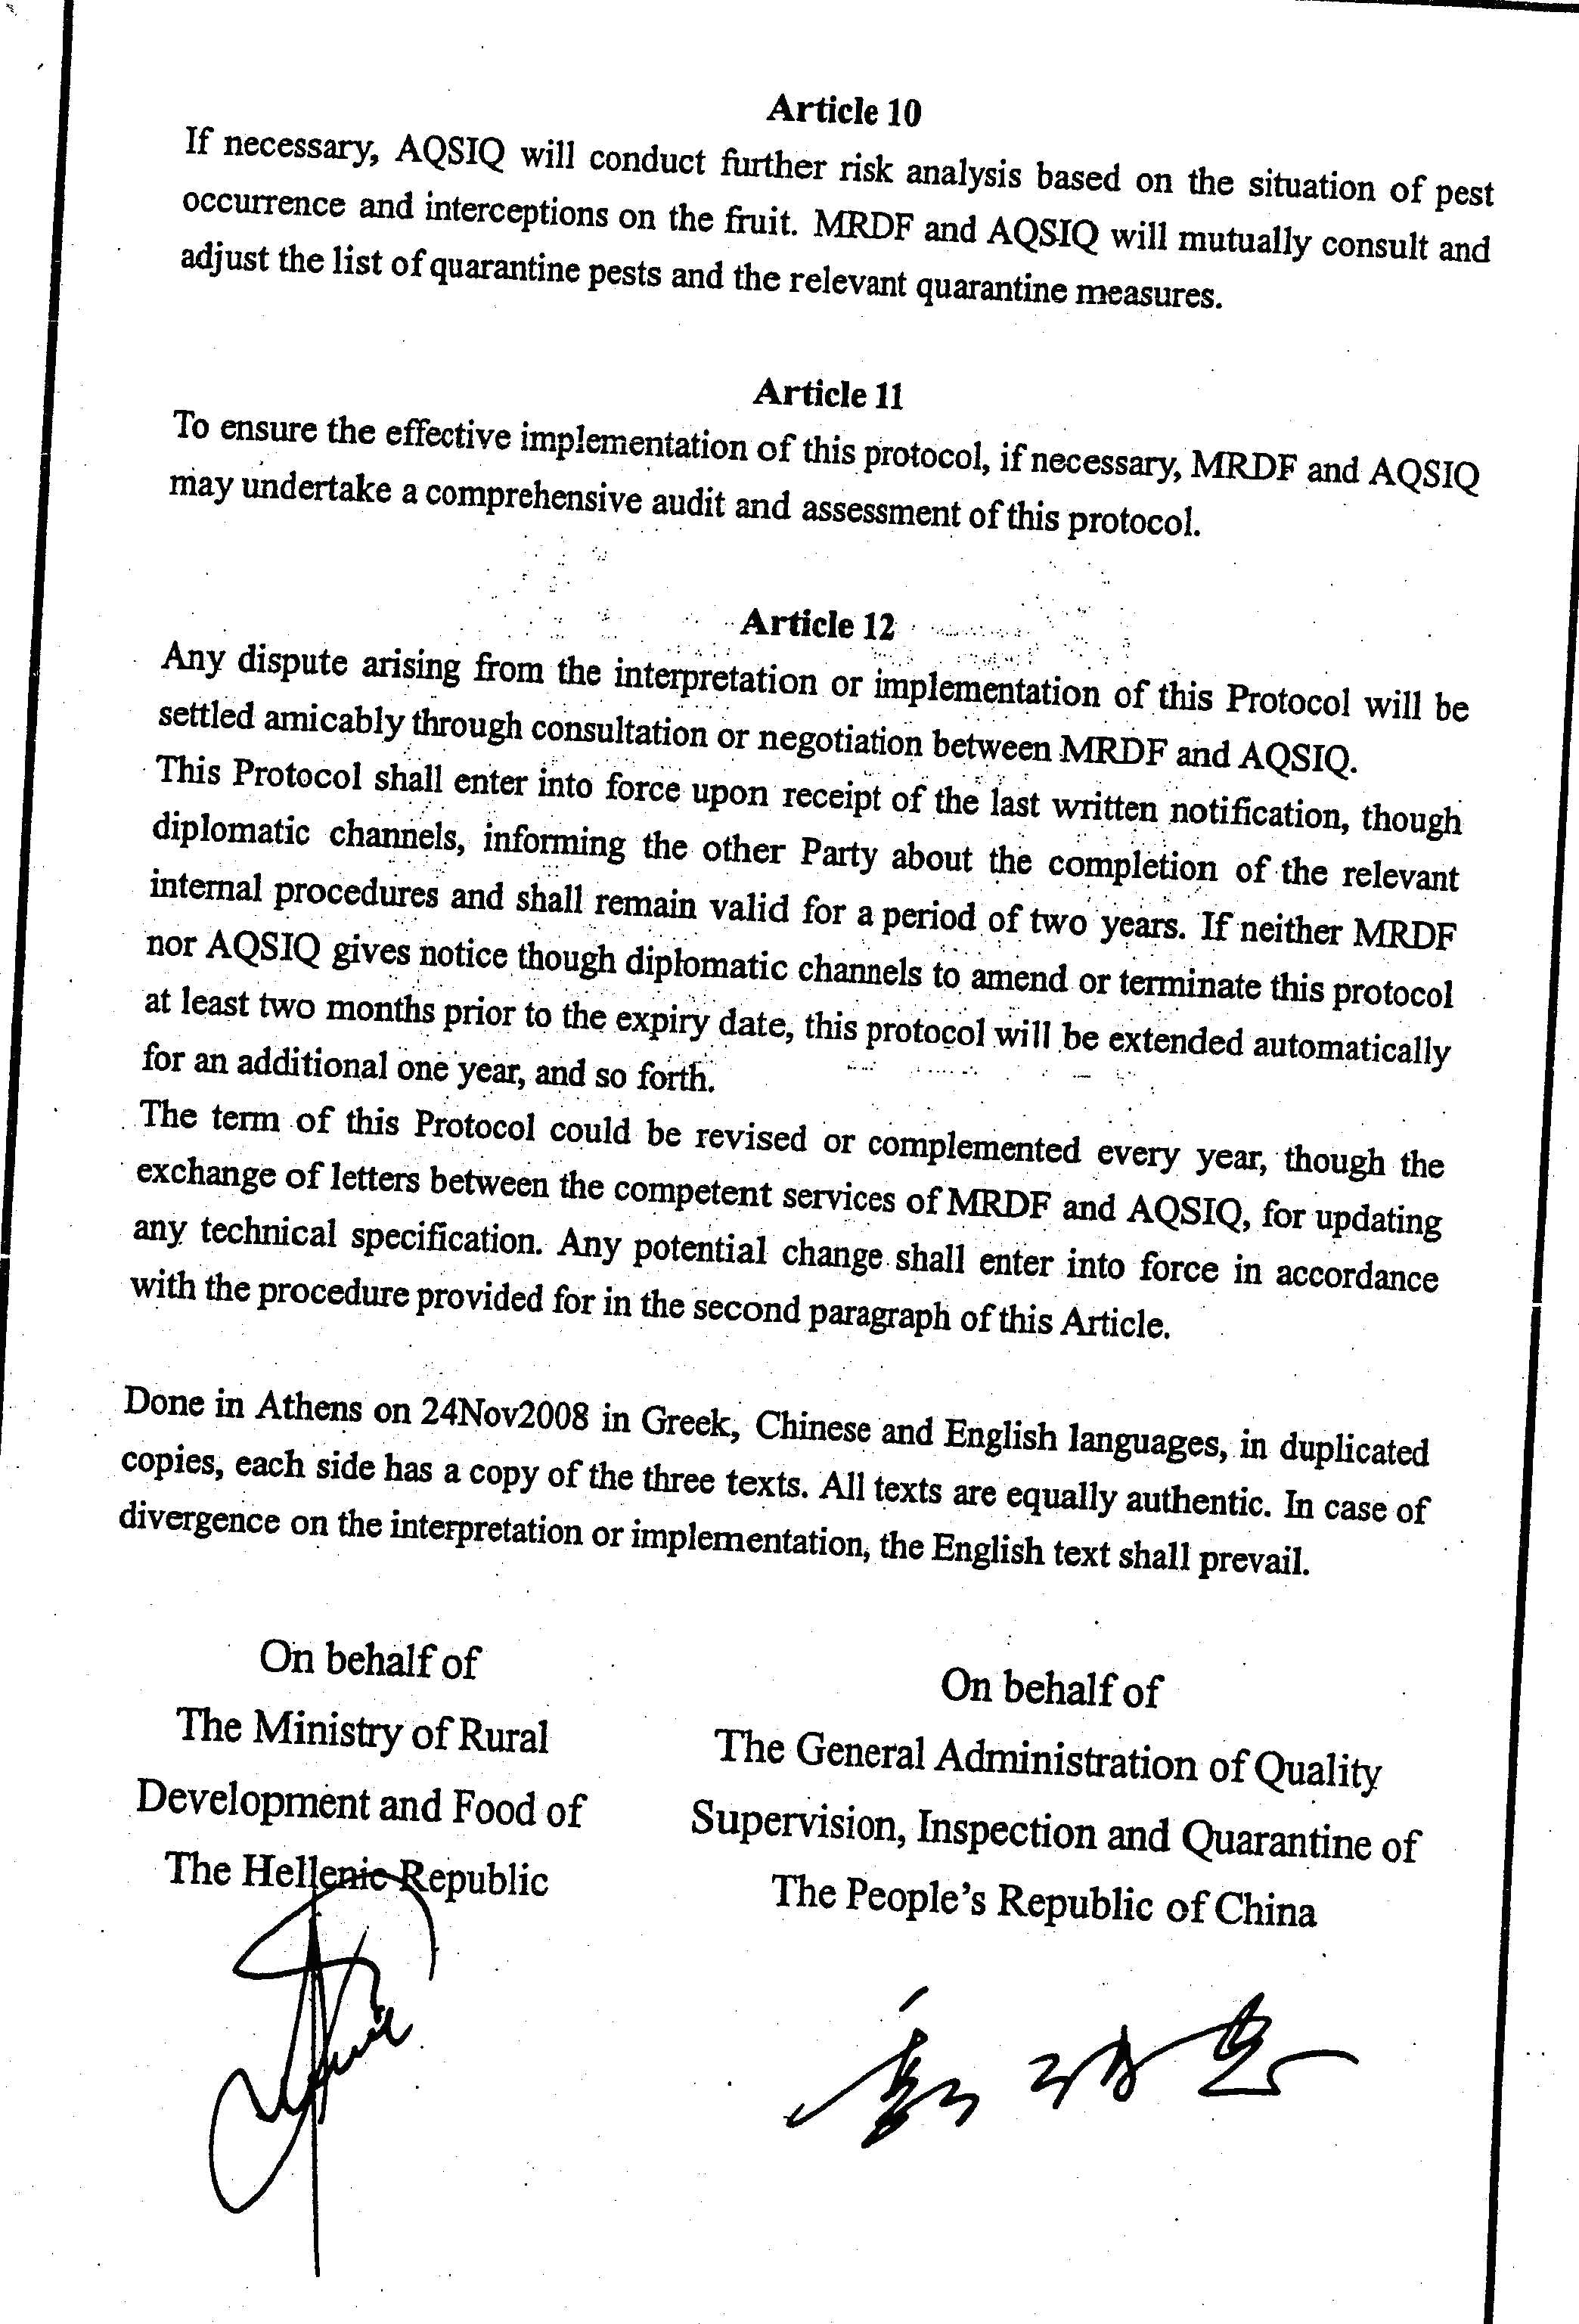 Article 10
If necessary, AQSIQ will conduct further risk analysis based on the situation of pest
occurrence and interceptions on the fruit. MRDF and AQSIQ will mutually consult and
adjust the list of quarantine pests and the relevant quarantine measures.
Article 11
To ensure the effective implementation of this protocol, if necessary, MRDF and AQSIQ
may undertake a comprehensive audit and assessment of this protocol.
Article 12
Any dispute arising from the interpretation or implementation of this Protocol will be
settled amicably through consultation or negotiation between MRDF and AQSIQ.
This Protocol shall enter into force upon receipt of the last written notification, though
diplomatic channels, informing the other Party about the completion of the relevant
internal procedures and shall remain valid for a period of two years. If neither MRDF
nor AQSIQ gives notice though diplomatic channels to amend or terminate this protocol
at least two months prior to the expiry date, this protocol will be extended automatically
for an additional one year, and so forth.
The term of this Protocol could be revised or complemented every year, though the
exchange of letters between the competent services of MRDF and AQSIQ, for updating
any technical specification. Any potential change shall enter into force in accordance
with the procedure provided for in the second paragraph of this Article.
Done in Athens on 24Nov2008 in Greek, Chinese and English languages, in duplicated
copies, each side has a copy of the three texts. All texts are equally authentic. In case of
divergence on the interpretation or implementation, the English text shall prevail.
On behalf of
The Ministry of Rural
Development and Food of
The Hellenic Republic
On behalf of
The General Administration of Quality
Supervision, Inspection and Quarantine of
The People's Republic of China